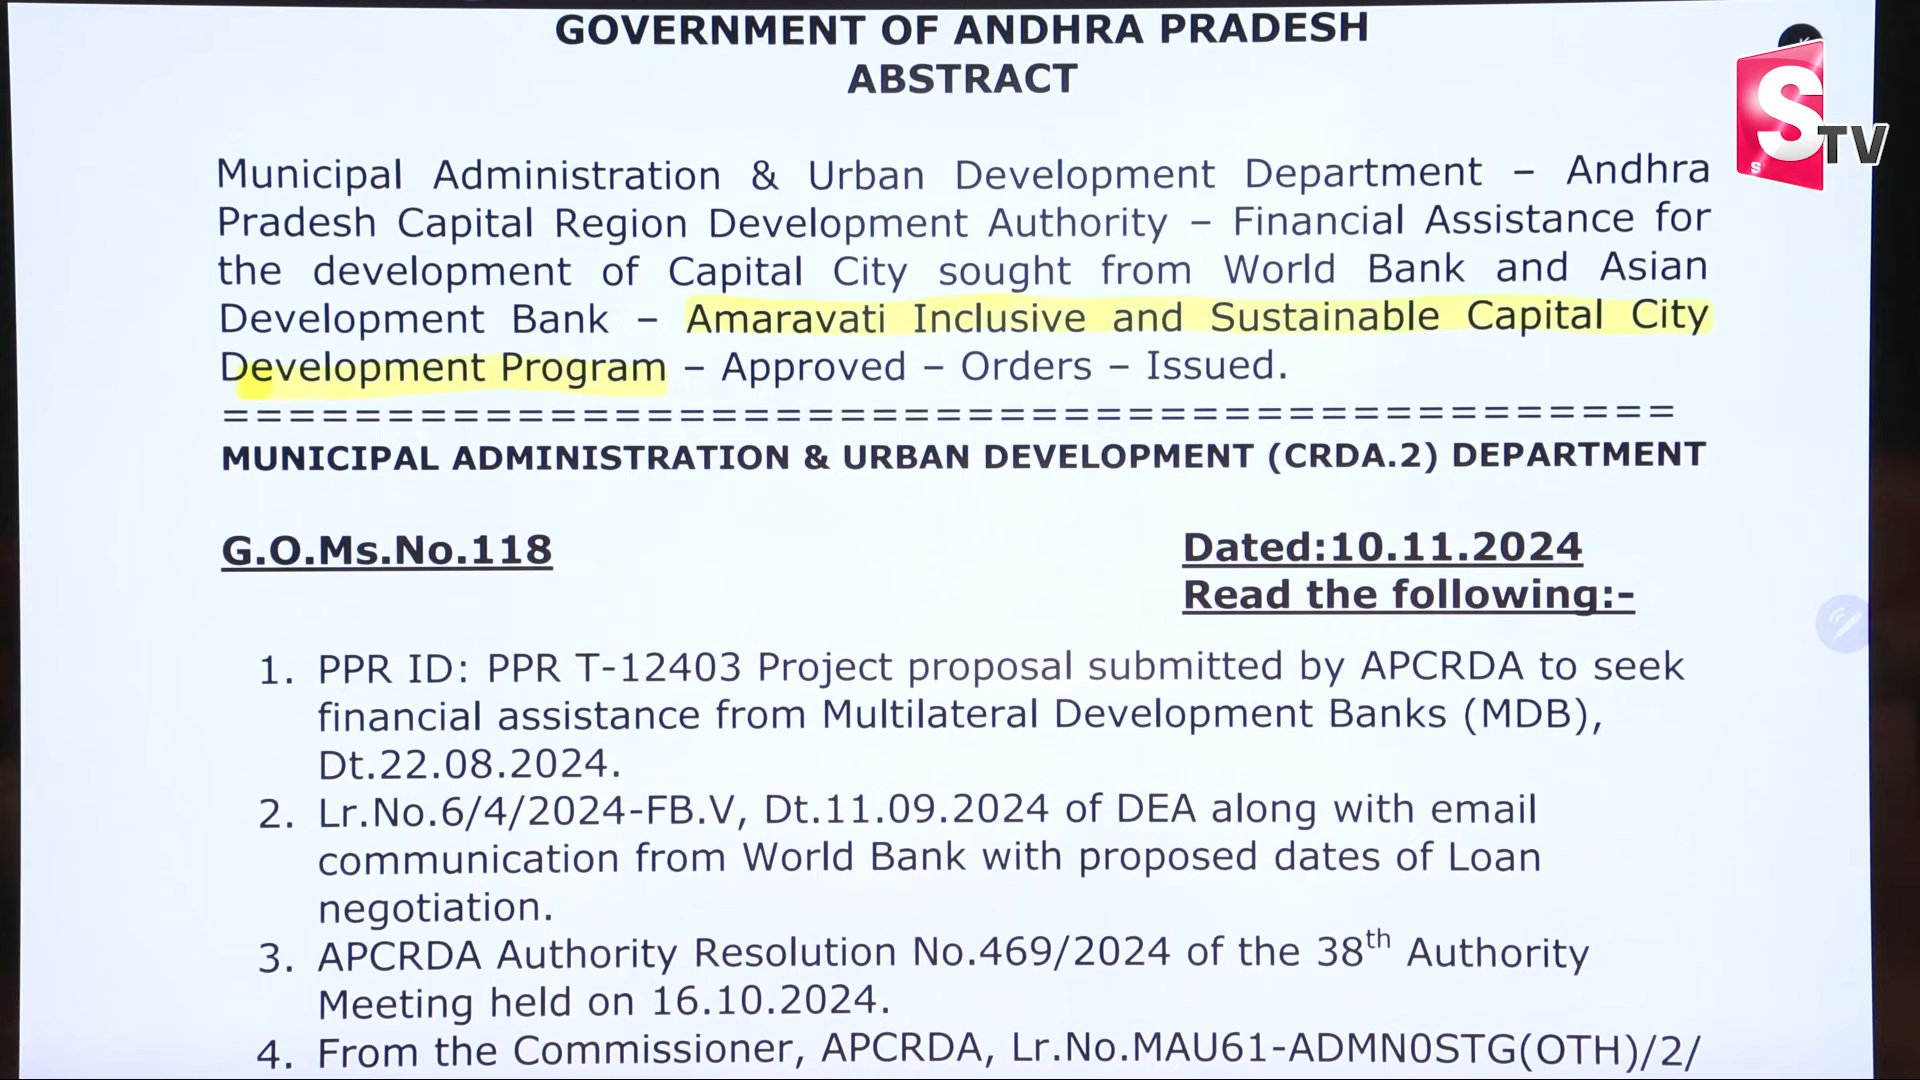 GOVERNMENT OF ANDHRA PRADESH
ABSTRACT
S TV
S
Municipal Administration & Urban Development Department – Andhra
Pradesh Capital Region Development Authority – Financial Assistance for
the development of Capital City sought from World Bank and Asian
Development Bank – Amaravati Inclusive and Sustainable Capital City
Development Program – Approved – Orders – Issued.
================================================
MUNICIPAL ADMINISTRATION & URBAN DEVELOPMENT (CRDA.2) DEPARTMENT
G.O.Ms.No.118
Dated:10.11.2024
Read the following:-
1. PPR ID: PPR T-12403 Project proposal submitted by APCRDA to seek
financial assistance from Multilateral Development Banks (MDB),
Dt.22.08.2024.
2. Lr.No.6/4/2024-FB.V, Dt.11.09.2024 of DEA along with email
communication from World Bank with proposed dates of Loan
negotiation.
3. APCRDA Authority Resolution No.469/2024 of the 38th Authority
Meeting held on 16.10.2024.
4. From the Commissioner, APCRDA, Lr.No.MAU61-ADMN0STG(OTH)/2/